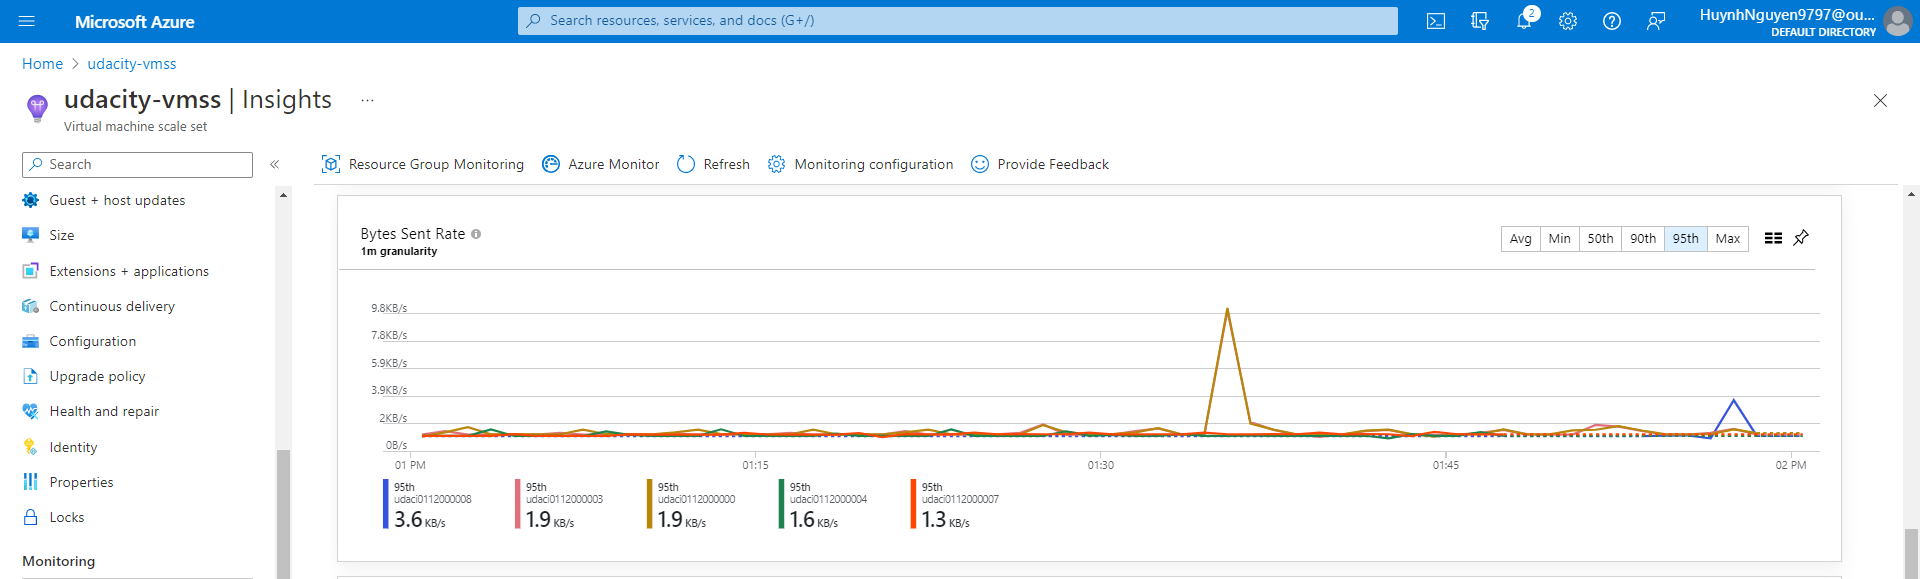 Microsoft Azure
Search resources, services, and docs (G+/)
2
HuynhNguyen9797@ou...
DEFAULT DIRECTORY
Home > udacity-vmss
udacity-vmss | Insights ...
Virtual machine scale set
Search
«
Resource Group Monitoring
Azure Monitor
Refresh
Monitoring configuration
Provide Feedback
Guest + host updates
Size
Extensions + applications
Continuous delivery
Configuration
Upgrade policy
Health and repair
Identity
Properties
Locks
Monitoring
Bytes Sent Rate
1m granularity
Avg
Min
50th
90th
95th
Max
9.8KB/s
7.8KB/s
5.9KB/s
3.9KB/s
2KB/s
0B/s
01 PM
01:15
01:30
01:45
02 PM
95th
udaci0112000008
3.6 KB/s
95th
udaci0112000003
1.9 KB/s
95th
udaci0112000000
1.9 KB/s
95th
udaci0112000004
1.6 KB/s
95th
udaci0112000007
1.3 KB/s